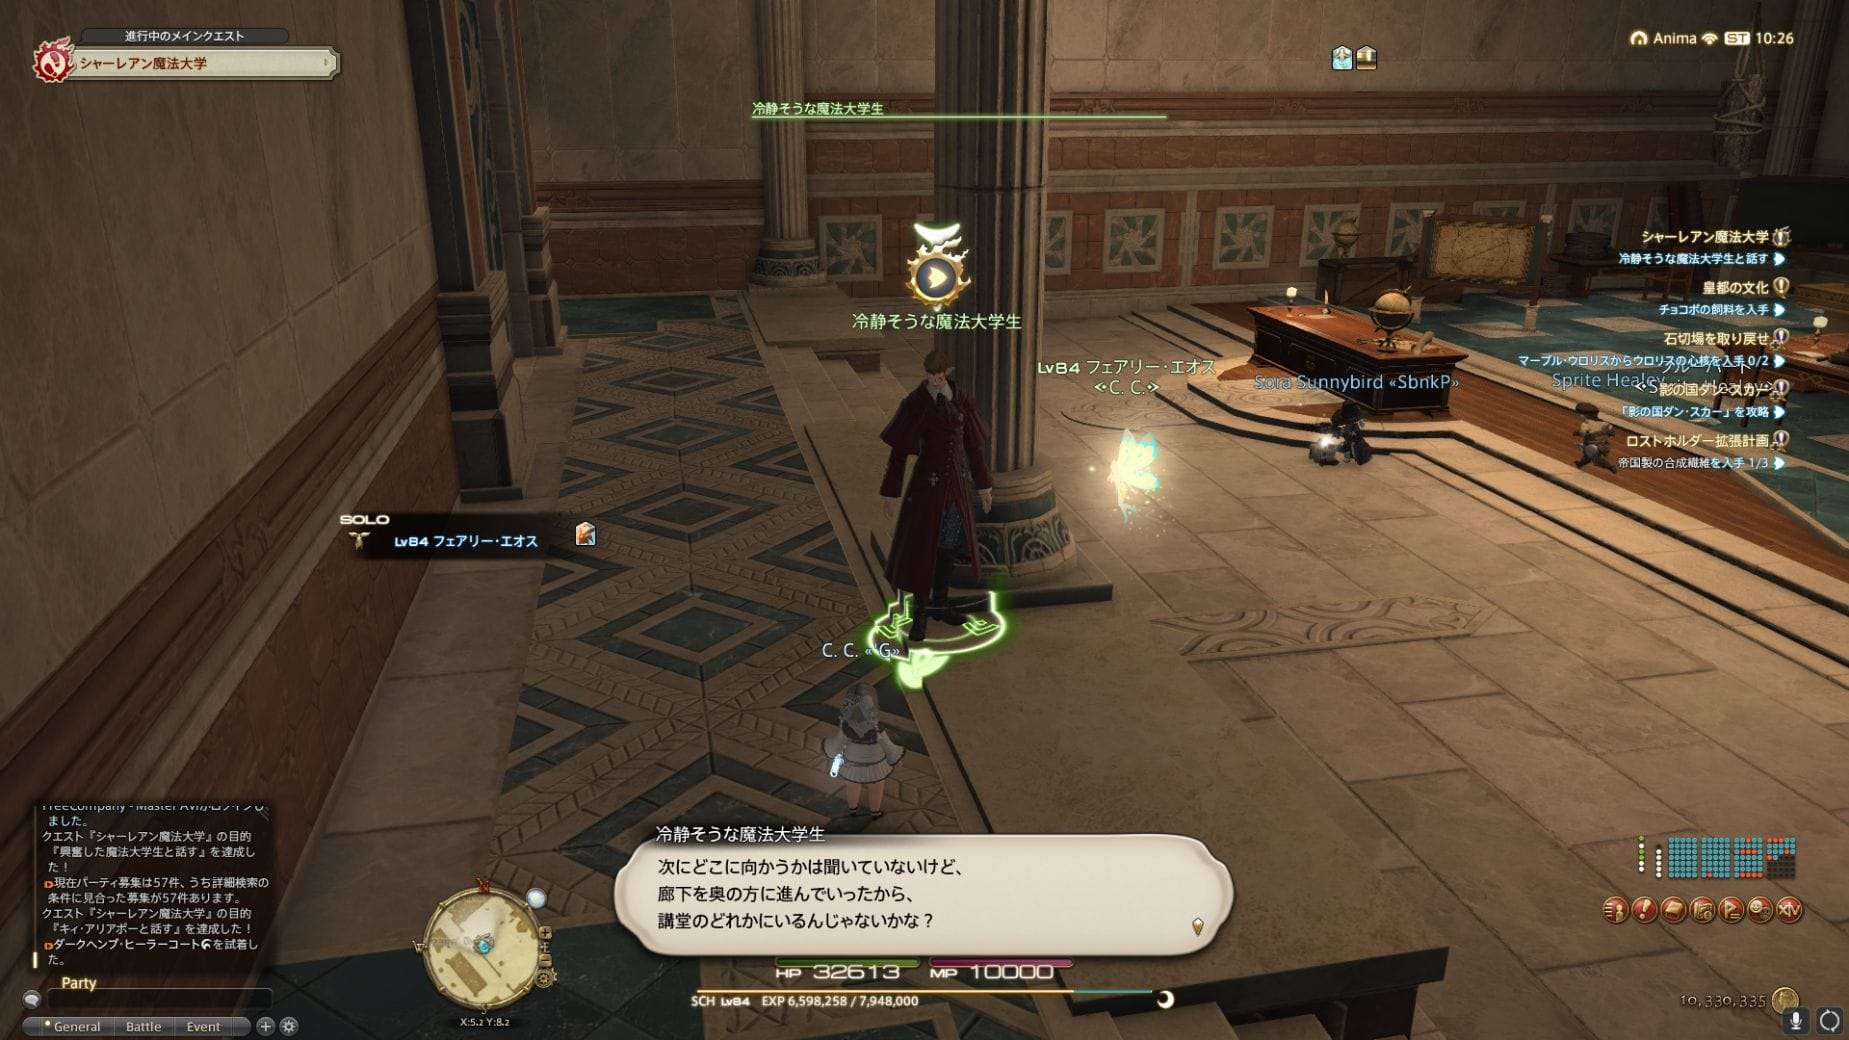 進行中のメインクエスト
シャーレアン魔法大学
Anima ST 10:26
冷静そうな魔法大学生
シャーレアン魔法大学
冷静そうな魔法大学生と話す
皇都の文化
チョコボの飼料を入手
石切場を取り戻せ
マーブル・ウロリスからウロリスの心核を入手 0/2
影の国ダン・スカー
「影の国ダン・スカー」を攻略
ロストホルダー拡張計画
帝国製の合成繊維を入手 1/3
冷静そうな魔法大学生
Lv84 フェアリー・エオス
<C. C.>
Sora Sunnybird «SbnkP»
Sprite Healey
SOLO
Lv84 フェアリー・エオス
C. C. «G»
冷静そうな魔法大学生
次にどこに向かうかは聞いていないけど、
廊下を奥の方に進んでいったから、
講堂のどれかにいるんじゃないかな?
ました。
クエスト『シャーレアン魔法大学』の目的
『興奮した魔法大学生と話す』を達成し
た!
現在パーティ募集は57件、うち詳細検索の
条件に見合った募集が57件あります。
クエスト『シャーレアン魔法大学』の目的
『キィ・アリアポーと話す』を達成した!
ダークヘンプ・ヒーラーコートを試着し
た。
Party
General Battle Event
X:5.2 Y:8.2
HP 32613 MP 10000
SCH Lv84 EXP 6,598,258 / 7,948,000
10,330,335